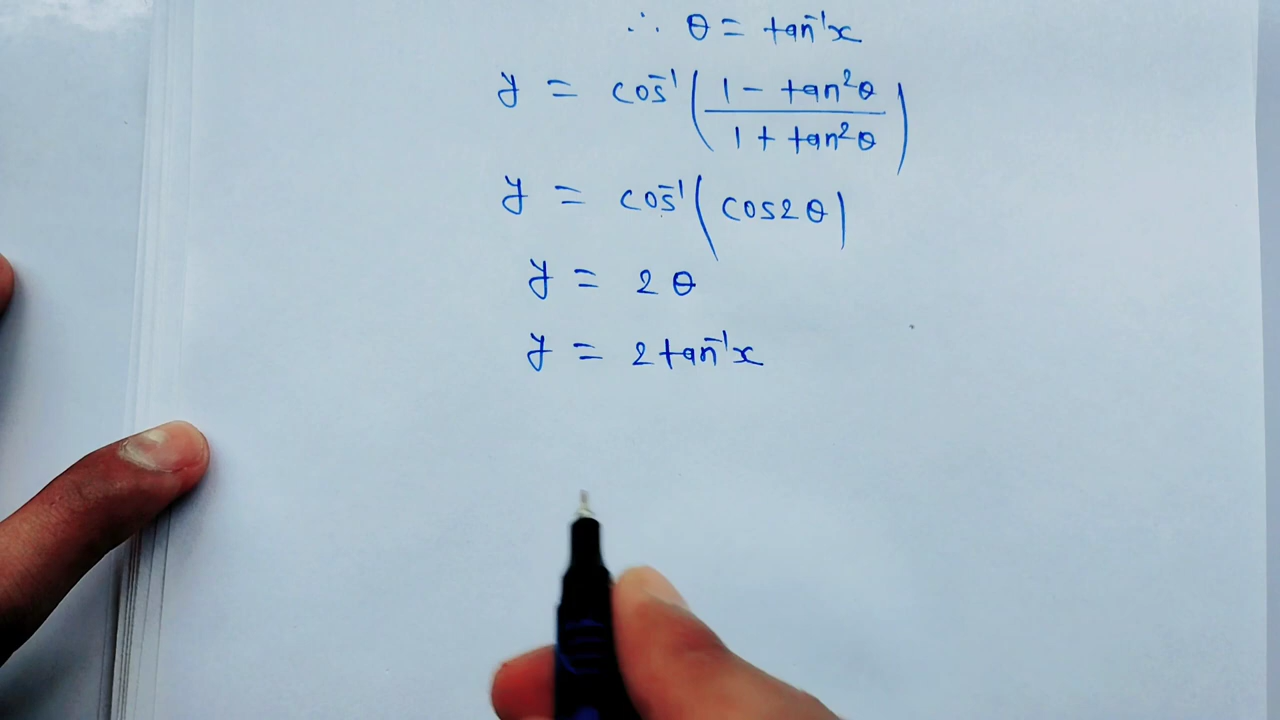 ∴ θ = tan⁻¹x
y = cos⁻¹( (1 − tan²θ) / (1 + tan²θ) )
y = cos⁻¹(cos2θ)
y = 2θ
y = 2tan⁻¹x